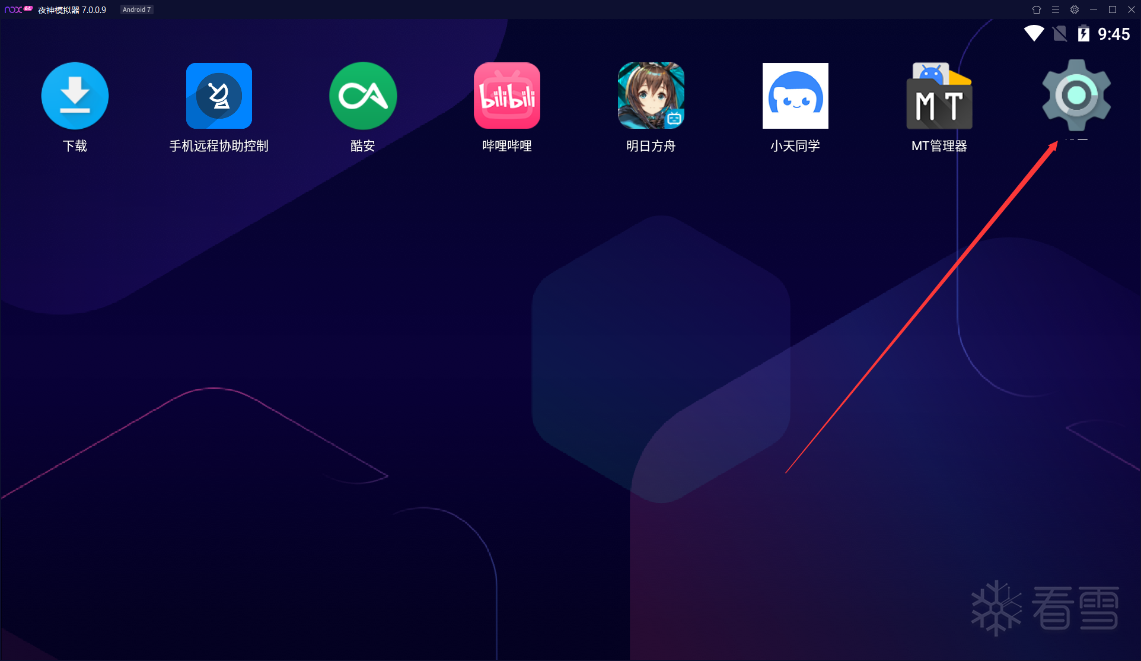 nox 夜神模拟器 7.0.0.9 Android 7
9:45
bilibili
MT
下载
手机远程协助控制
酷安
哔哩哔哩
明日方舟
小天同学
MT管理器
看雪